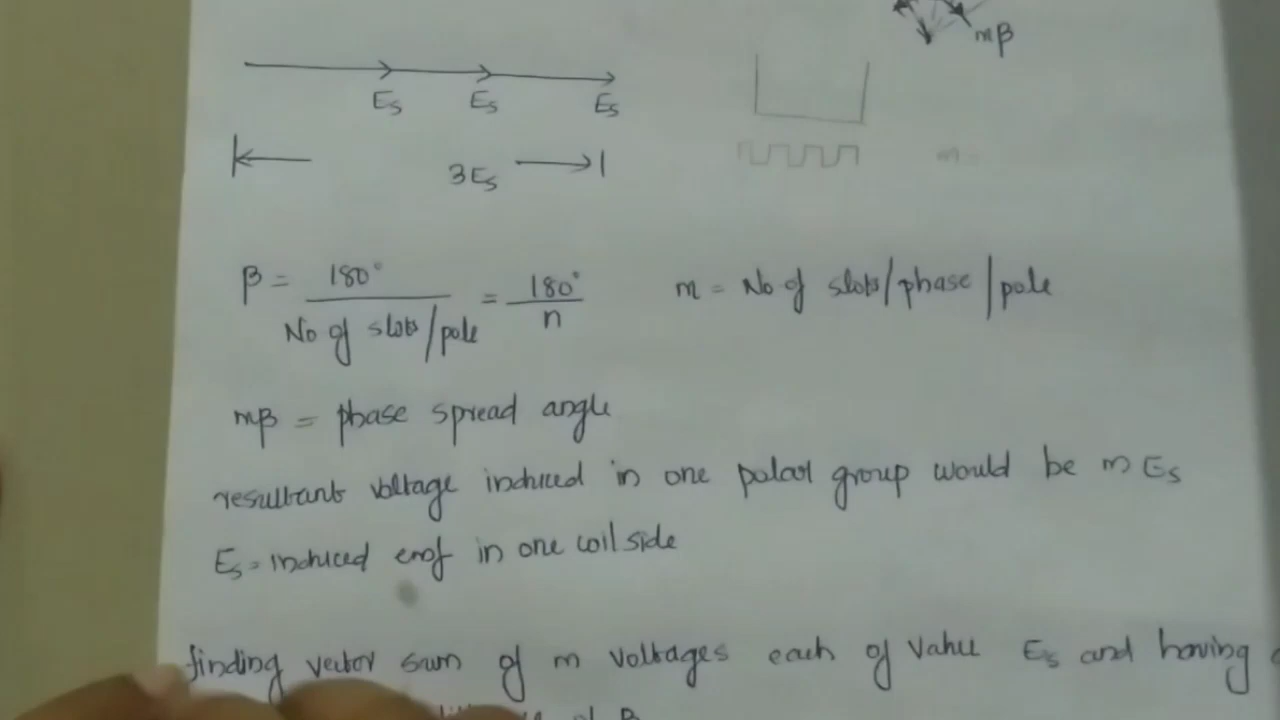 mβ
Es Es Es
3Es
β = 180° / No of slots/pole = 180° / n
m = No of slots/phase/pole
mβ = phase spread angle
resultant voltage induced in one polar group would be m Es
Es = induced emf in one coil side
finding vector sum of m voltages each of value Es and having
of β